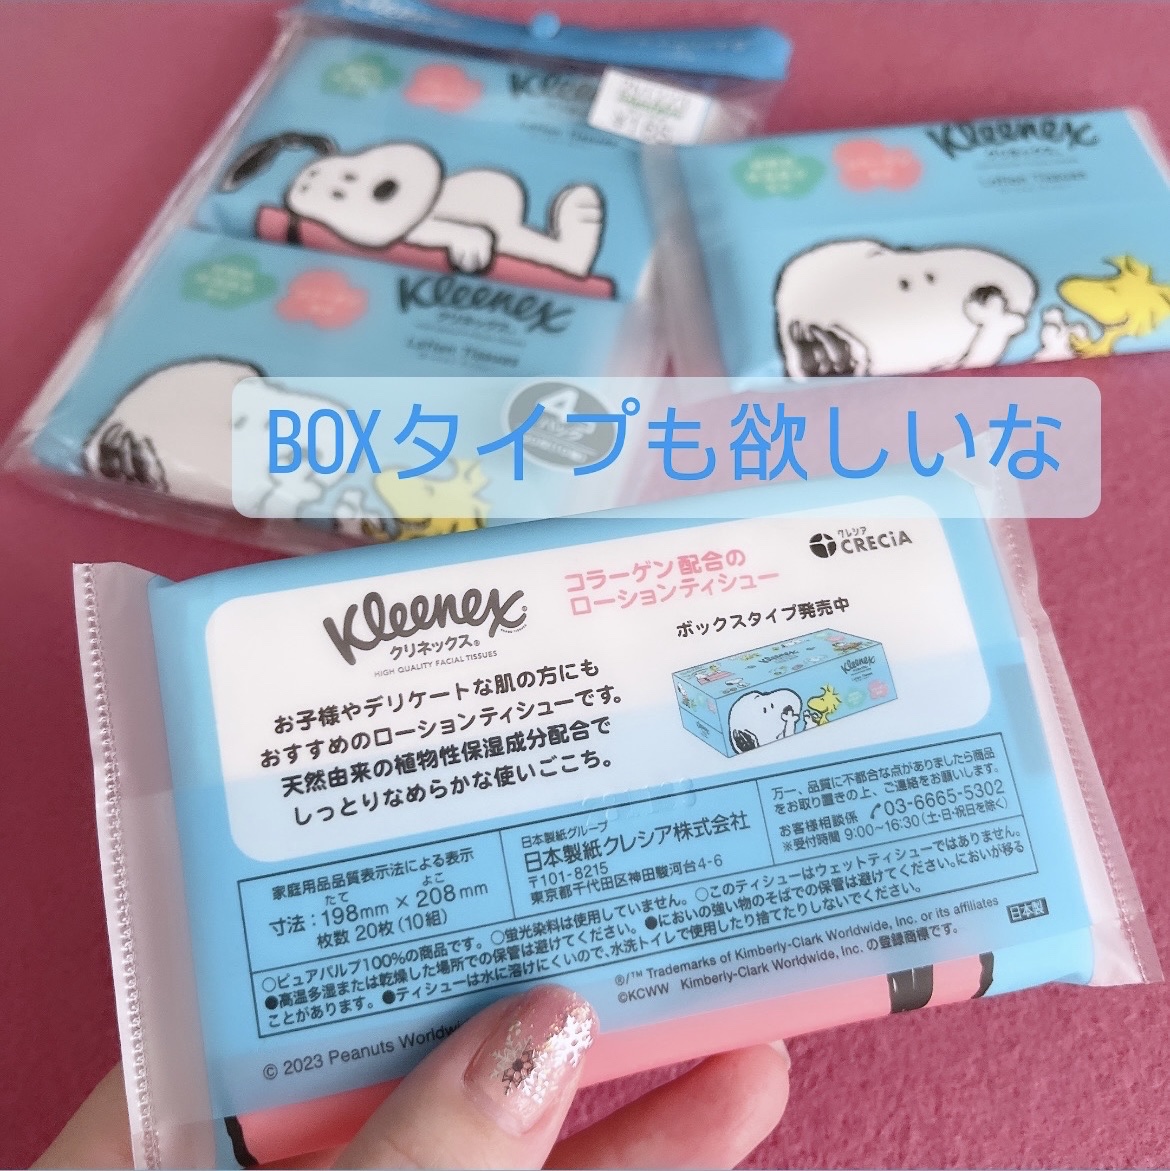 Kleenex
Lotion Tissues
Kleenex
クリネックス
Lotion Tissues
4
パック
Kleenex
Lotion Tissues
BOXタイプも欲しいな
Kleenex®
クリネックス®
HIGH QUALITY FACIAL TISSUES
コラーゲン配合の
ローションティシュー
クレシア
CRECIA
ボックスタイプ発売中
Kleenex
Kleenex
お子様やデリケートな肌の方にも
おすすめのローションティシューです。
天然由来の植物性保湿成分配合で
しっとりなめらかな使いごこち。
家庭用品品質表示法による表示
たて よこ
寸法:198mm×208mm
枚数 20枚(10組)
日本製紙グループ
日本製紙クレシア株式会社
〒101-8215
東京都千代田区神田駿河台4-6
万一、品質に不都合な点がありましたら商品
をお取り置きの上、ご連絡をお願いします。
お客様相談係 03-6665-5302
※受付時間 9:00~16:30(土・日・祝日を除く)
○ピュアパルプ100%の商品です。○蛍光染料は使用していません。○このティシューはウェットティシューではありません。
●高温多湿または乾燥した場所での保管は避けてください。●においの強い物のそばでの保管は避けてください。においが移る
ことがあります。●ティシューは水に溶けにくいので、水洗トイレで使用したり捨てたりしないでください。
®/™ Trademarks of Kimberly-Clark Worldwide, Inc. or its affiliates
©KCWW Kimberly-Clark Worldwide, Inc. の登録商標です。
日本製
© 2023 Peanuts Worldwi